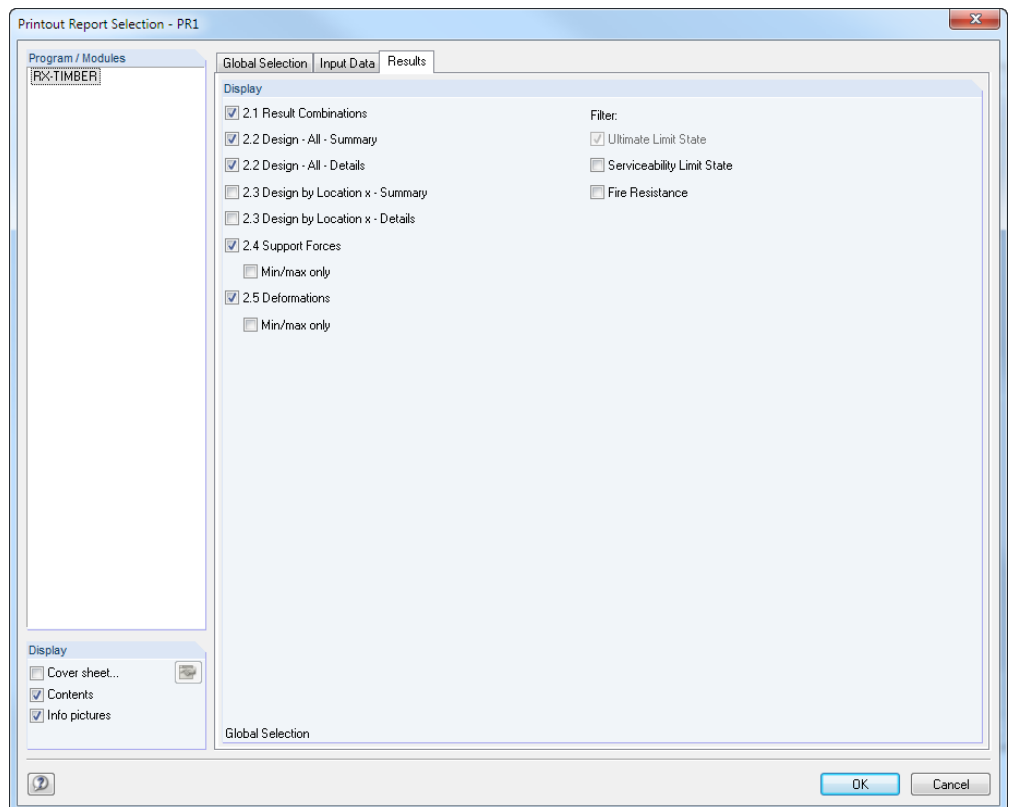 Printout Report Selection - PR1
Program / Modules
RX-TIMBER
Global Selection
Input Data
Results
Display
2.1 Result Combinations
2.2 Design - All - Summary
2.2 Design - All - Details
2.3 Design by Location x - Summary
2.3 Design by Location x - Details
2.4 Support Forces
Min/max only
2.5 Deformations
Min/max only
Filter:
Ultimate Limit State
Serviceability Limit State
Fire Resistance
Display
Cover sheet...
Contents
Info pictures
Global Selection
OK
Cancel